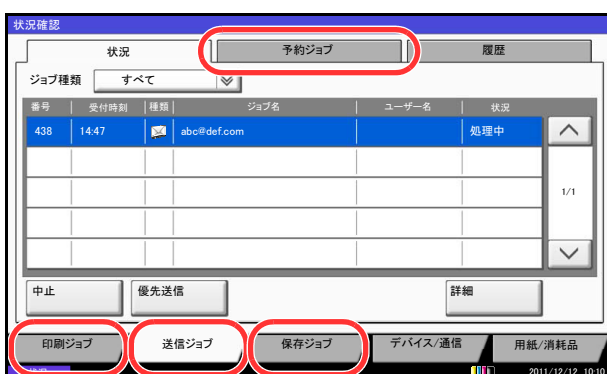 状況確認
状況 予約ジョブ 履歴
ジョブ種類 すべて
番号 受付時刻 種類 ジョブ名 ユーザー名 状況
438 14:47 abc@def.com 処理中
1/1
中止 優先送信 詳細
印刷ジョブ 送信ジョブ 保存ジョブ デバイス/通信 用紙/消耗品
状況 2011/12/12 10:10